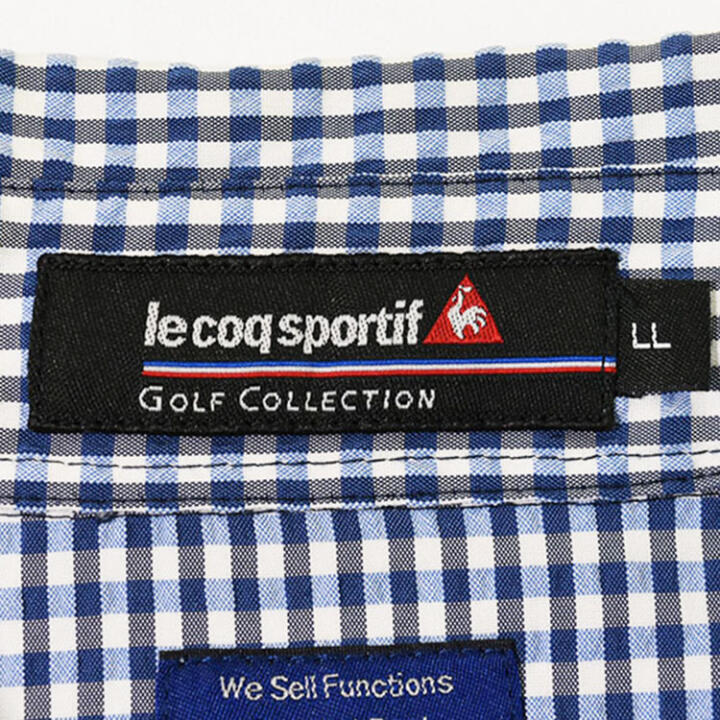 le coq sportif
GOLF COLLECTION
LL
We Sell Functions